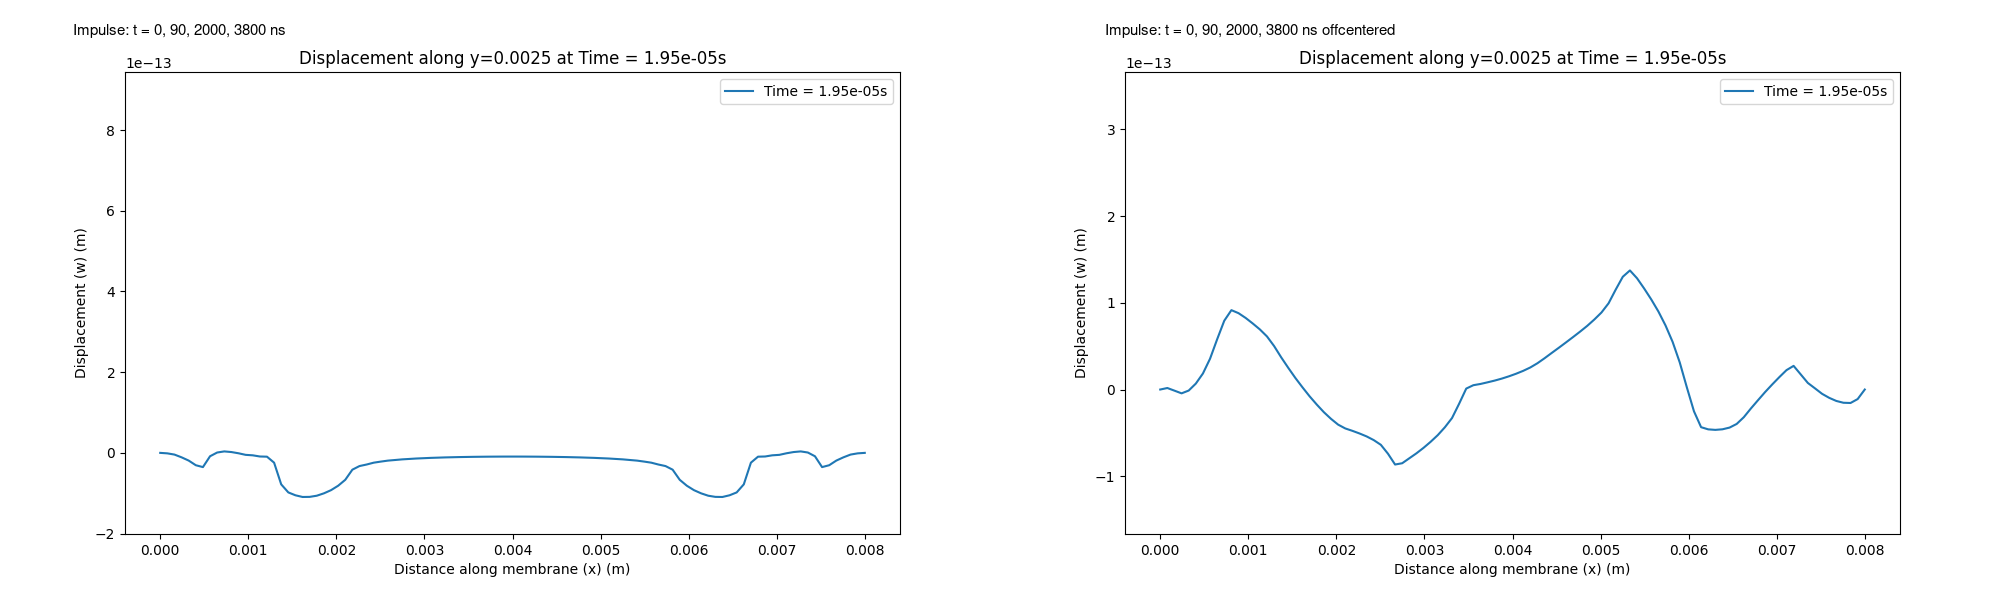 Impulse: t = 0, 90, 2000, 3800 ns
Displacement along y=0.0025 at Time = 1.95e-05s
1e−13
Time = 1.95e-05s
8
6
4
2
0
−2
Displacement (w) (m)
0.000 0.001 0.002 0.003 0.004 0.005 0.006 0.007 0.008
Distance along membrane (x) (m)
Impulse: t = 0, 90, 2000, 3800 ns offcentered
Displacement along y=0.0025 at Time = 1.95e-05s
1e−13
Time = 1.95e-05s
3
2
1
0
−1
Displacement (w) (m)
0.000 0.001 0.002 0.003 0.004 0.005 0.006 0.007 0.008
Distance along membrane (x) (m)